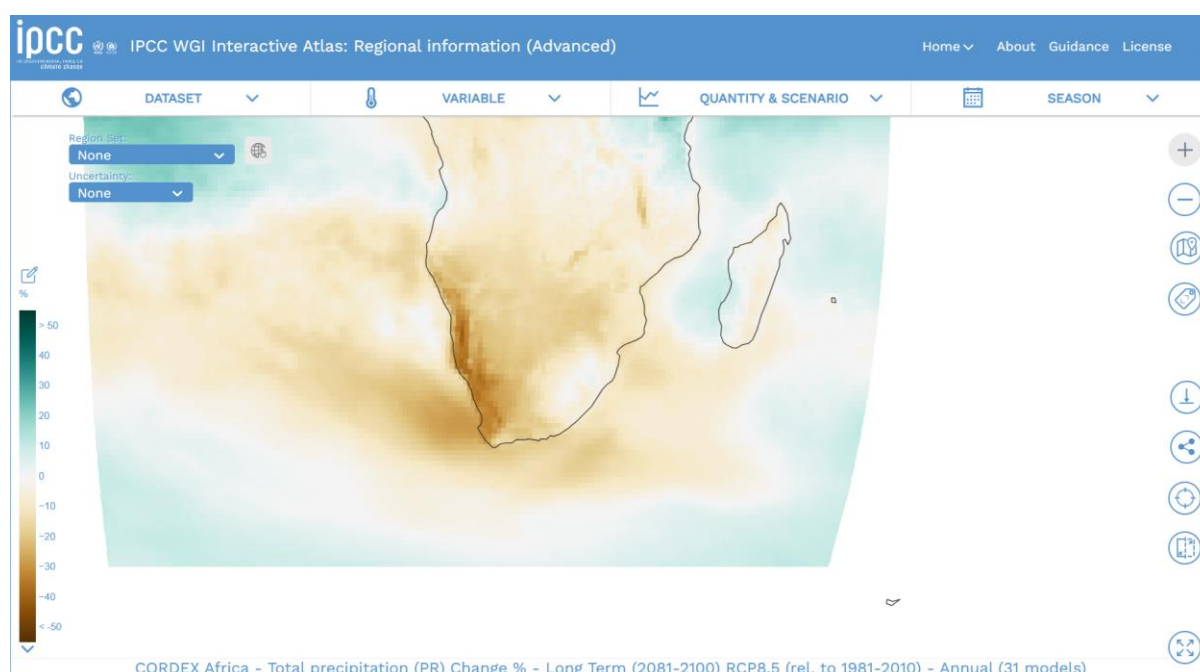 ipcc
IPCC WGI Interactive Atlas: Regional information (Advanced)
Home
About
Guidance
License
climate change
DATASET
VARIABLE
QUANTITY & SCENARIO
SEASON
Region Set:
None
Uncertainty:
None
%
> 50
40
30
20
10
0
−10
−20
−30
−40
< -50
CORDEX Africa - Total precipitation (PR) Change % - Long Term (2081-2100) RCP8.5 (rel. to 1981-2010) - Annual (31 models)